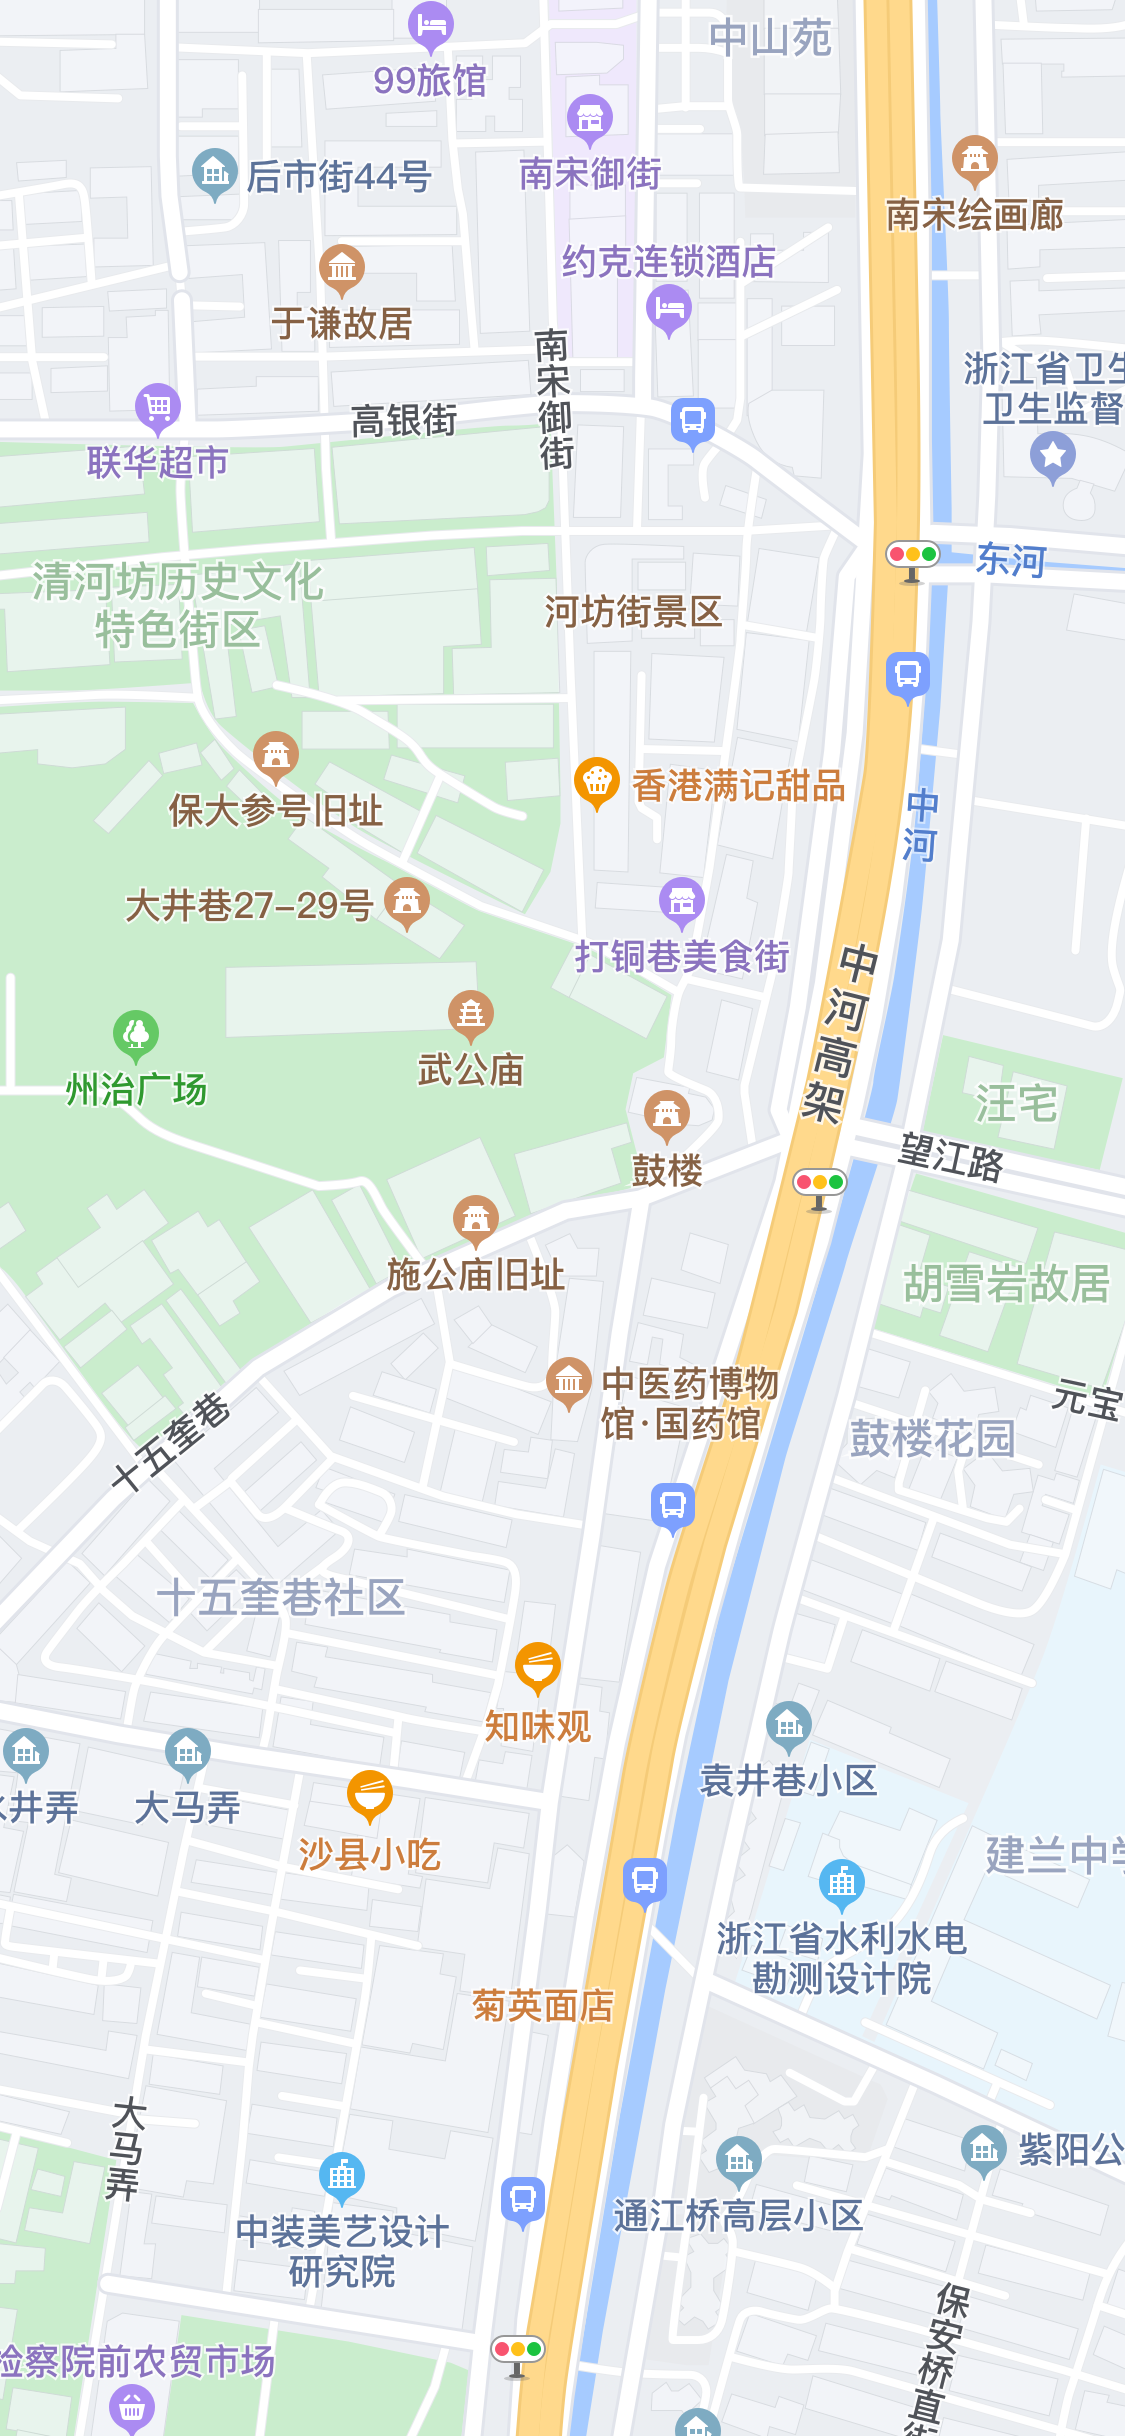 中山苑
99旅馆
南宋御街
后市街44号
南宋绘画廊
约克连锁酒店
于谦故居
南宋御街
浙江省卫生
卫生监督
高银街
联华超市
东河
清河坊历史文化
特色街区
河坊街景区
香港满记甜品
保大参号旧址
中河
大井巷27-29号
打铜巷美食街
中河高架
武公庙
州治广场
汪宅
鼓楼
望江路
施公庙旧址
胡雪岩故居
中医药博物
馆·国药馆
元宝
十五奎巷
鼓楼花园
十五奎巷社区
知味观
袁井巷小区
井弄
大马弄
沙县小吃
建兰中学
浙江省水利水电
勘测设计院
菊英面店
大马弄
紫阳公
通江桥高层小区
中装美艺设计
研究院
保安桥直街
检察院前农贸市场